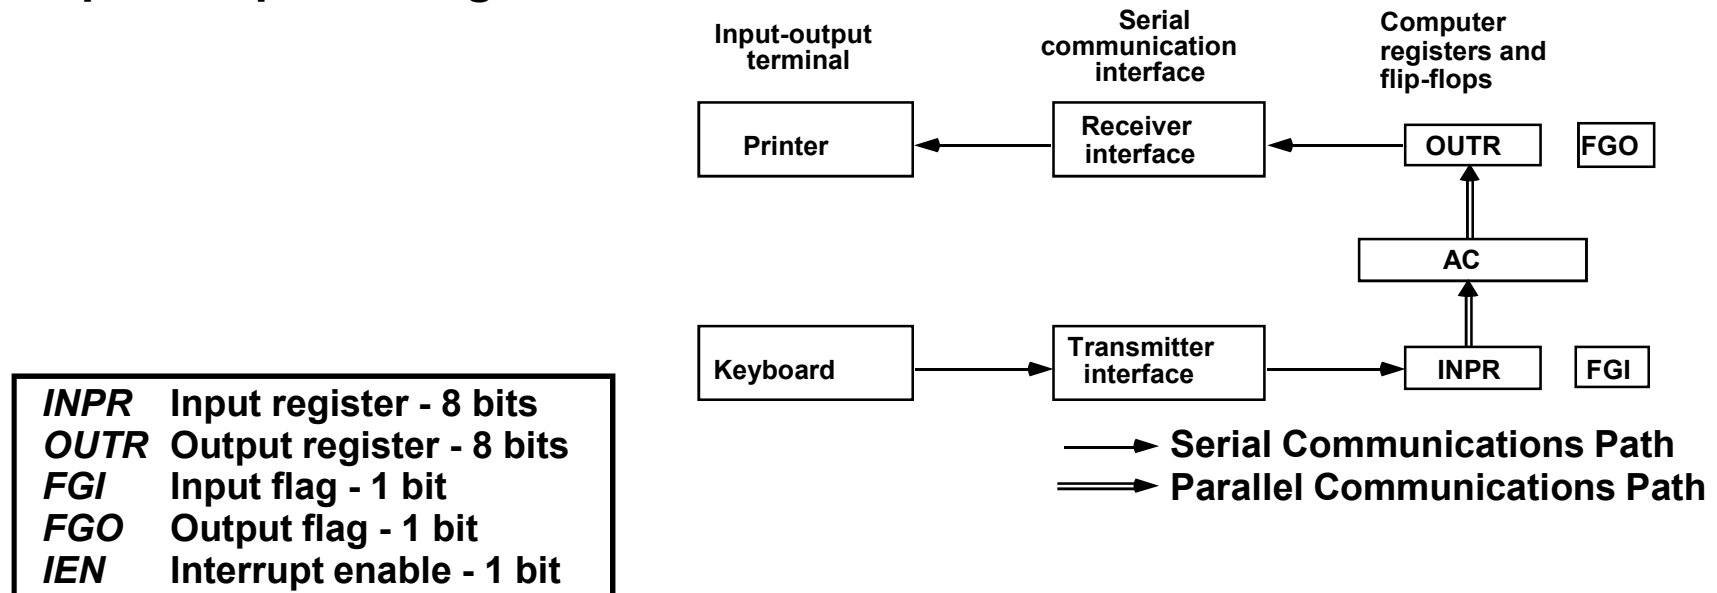 Input-output
terminal
Serial
communication
interface
Computer
registers and
flip-flops
Printer
Receiver
interface
OUTR
FGO
AC
Keyboard
Transmitter
interface
INPR
FGI
Serial Communications Path
Parallel Communications Path
INPR Input register - 8 bits
OUTR Output register - 8 bits
FGI Input flag - 1 bit
FGO Output flag - 1 bit
IEN Interrupt enable - 1 bit